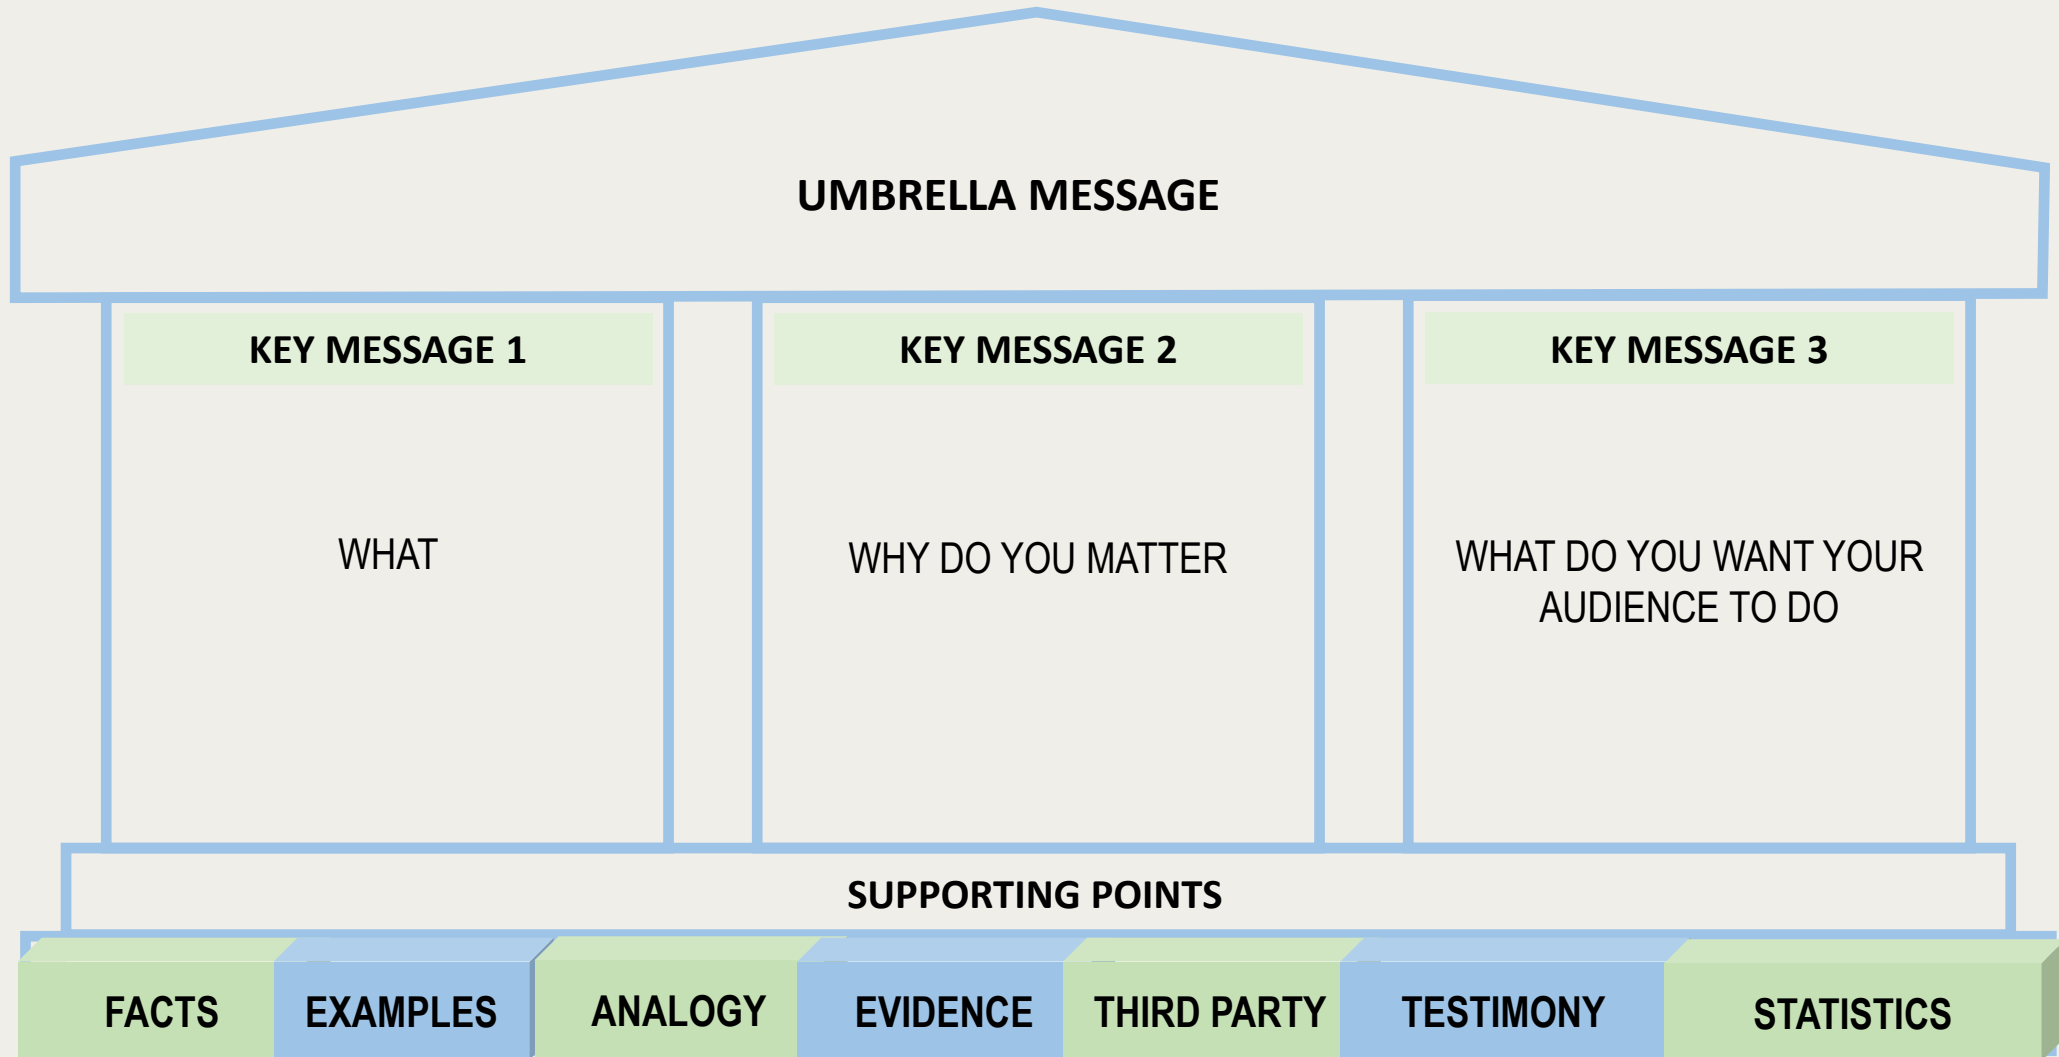 UMBRELLA MESSAGE
KEY MESSAGE 1
KEY MESSAGE 2
KEY MESSAGE 3
WHAT
WHY DO YOU MATTER
WHAT DO YOU WANT YOUR
AUDIENCE TO DO
SUPPORTING POINTS
FACTS
EXAMPLES
ANALOGY
EVIDENCE
THIRD PARTY
TESTIMONY
STATISTICS